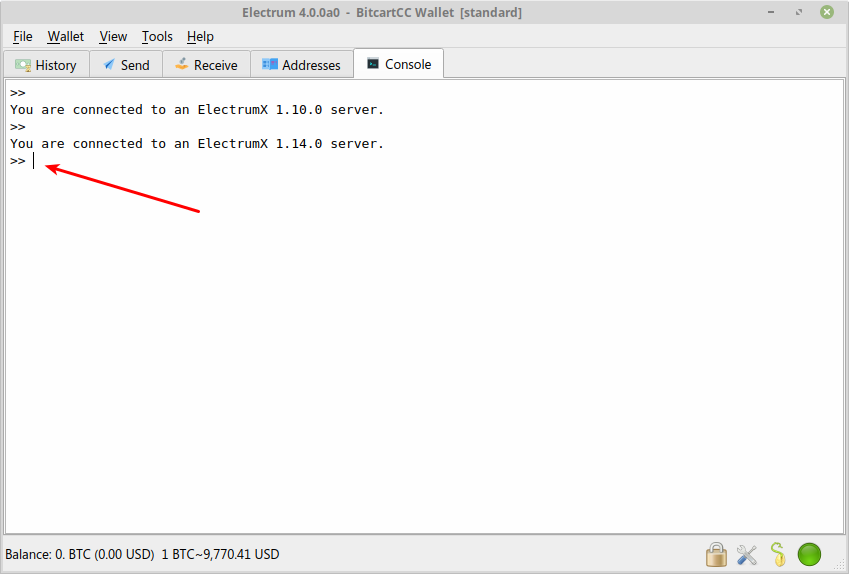 Electrum 4.0.0a0 - BitcartCC Wallet [standard]
File Wallet View Tools Help
History Send Receive Addresses Console
>>
You are connected to an ElectrumX 1.10.0 server.
>>
You are connected to an ElectrumX 1.14.0 server.
>>
Balance: 0. BTC (0.00 USD) 1 BTC~9,770.41 USD